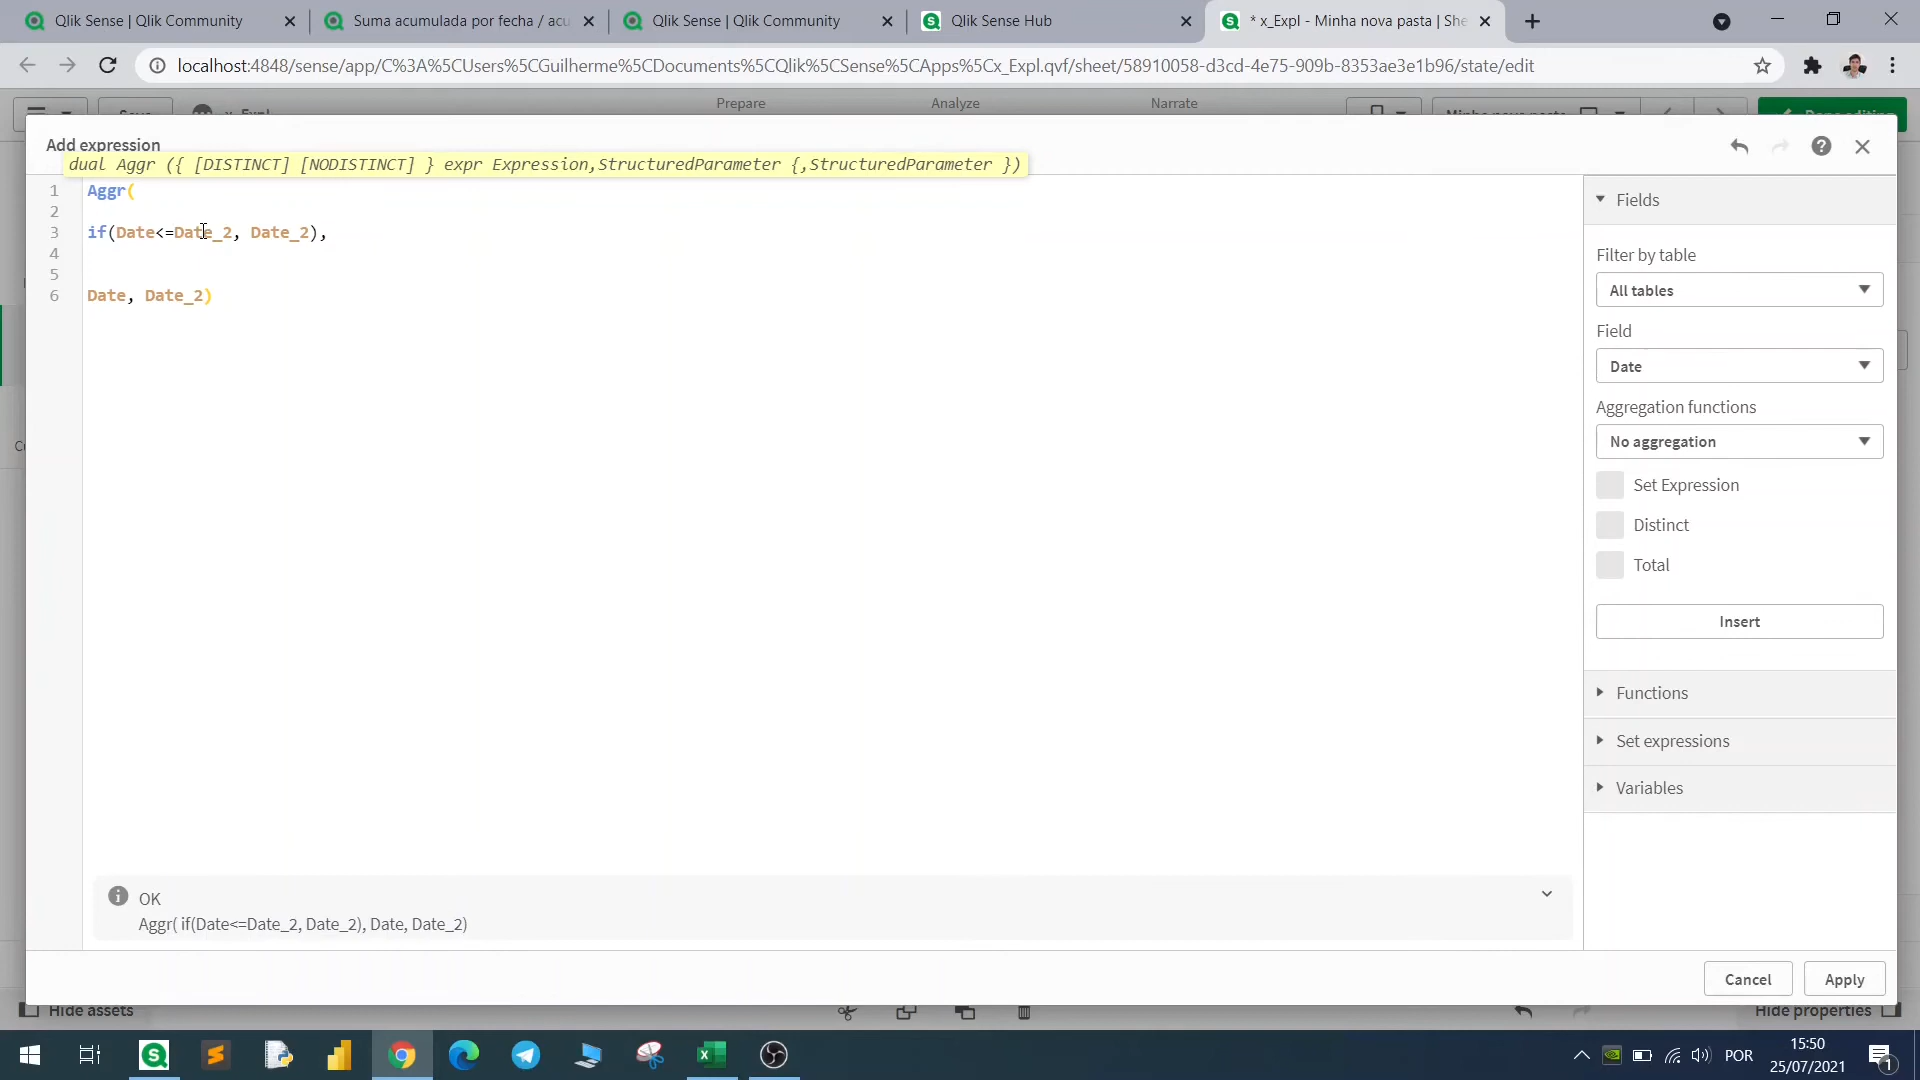 Qlik Sense | Qlik Community
Suma acumulada por fecha / acu
Qlik Sense | Qlik Community
Qlik Sense Hub
* x_Expl - Minha nova pasta | She
localhost:4848/sense/app/C%3A%5CUsers%5CGuilherme%5CDocuments%5CQlik%5CSense%5CApps%5Cx_Expl.qvf/sheet/58910058-d3cd-4e75-909b-8353ae3e1b96/state/edit
Prepare
Analyze
Narrate
Add expression
dual Aggr ({ [DISTINCT] [NODISTINCT] } expr Expression,StructuredParameter {,StructuredParameter })
1 Aggr(
2
3 if(Date<=Date_2, Date_2),
4
5
6 Date, Date_2)
Fields
Filter by table
All tables
Field
Date
Aggregation functions
No aggregation
Set Expression
Distinct
Total
Insert
Functions
Set expressions
Variables
OK
Aggr( if(Date<=Date_2, Date_2), Date, Date_2)
Cancel
Apply
Hide assets
Hide properties
POR
15:50
25/07/2021
1